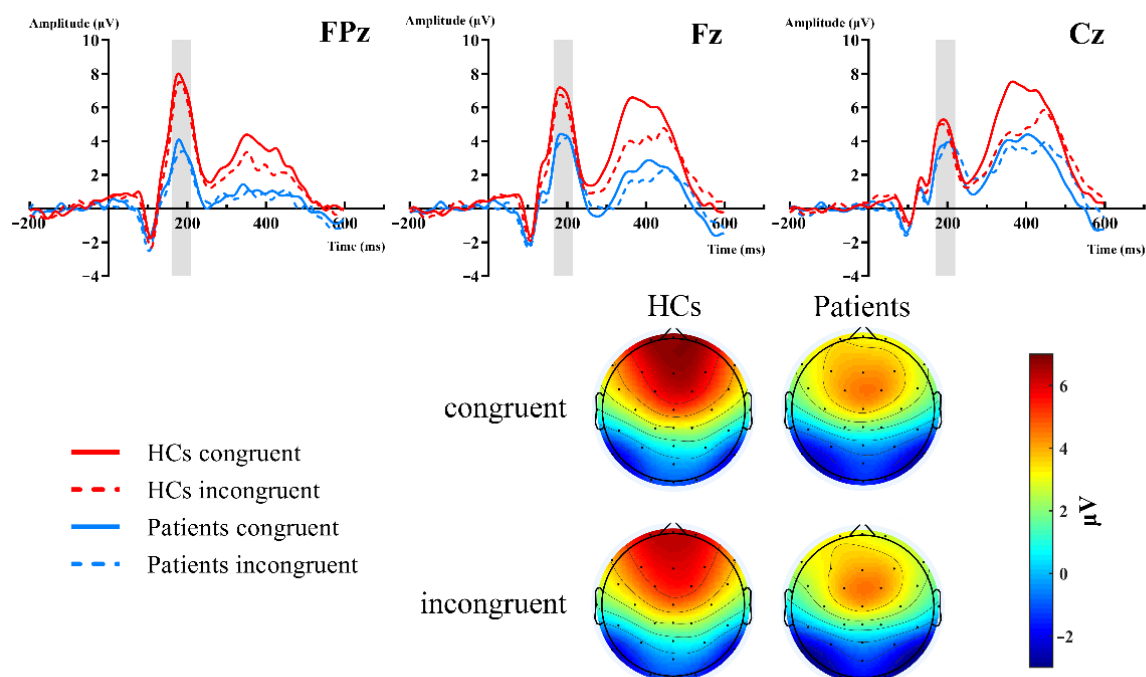 Amplitude (μV)
FPz
10
8
6
4
2
0
−2
−4
−200
200
400
600
Time (ms)
Amplitude (μV)
Fz
10
8
6
4
2
0
−2
−4
−200
200
400
600
Time (ms)
Amplitude (μV)
Cz
10
8
6
4
2
0
−2
−4
−200
200
400
600
Time (ms)
HCs
Patients
congruent
incongruent
HCs congruent
HCs incongruent
Patients congruent
Patients incongruent
6
4
2
0
−2
μV